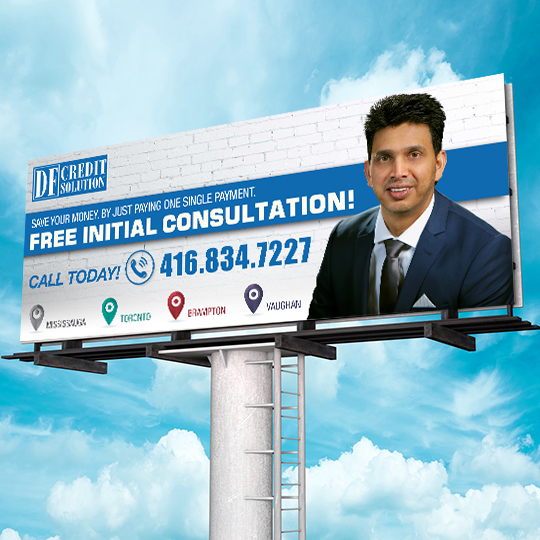 DF CREDIT
SOLUTION
SAVE YOUR MONEY. BY JUST PAYING ONE SINGLE PAYMENT.
FREE INITIAL CONSULTATION!
CALL TODAY! 416.834.7227
MISSISSAUGA TORONTO BRAMPTON VAUGHAN